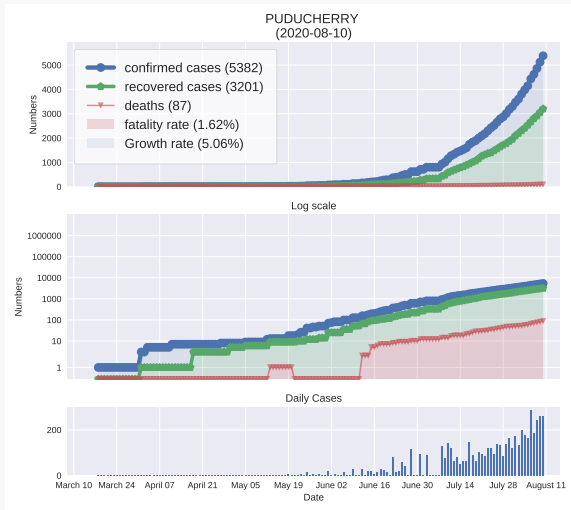 PUDUCHERRY
(2020-08-10)
confirmed cases (5382)
recovered cases (3201)
deaths (87)
fatality rate (1.62%)
Growth rate (5.06%)
Numbers
5000
4000
3000
2000
1000
0
Log scale
Numbers
1000000
100000
10000
1000
100
10
1
Daily Cases
200
0
March 10 March 24 April 07 April 21 May 05 May 19 June 02 June 16 June 30 July 14 July 28 August 11
Date